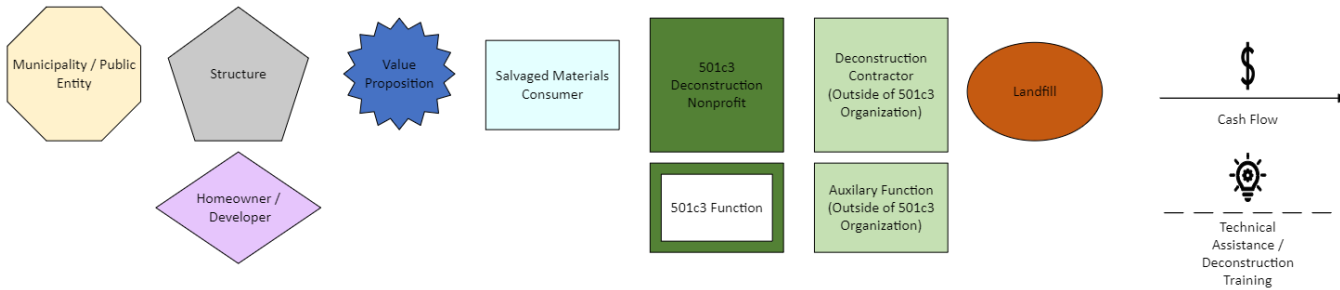 Municipality / Public
Entity
Structure
Value
Proposition
Salvaged Materials
Consumer
501c3
Deconstruction
Nonprofit
Deconstruction
Contractor
(Outside of 501c3
Organization)
Landfill
$
Cash Flow
Homeowner /
Developer
501c3 Function
Auxilary Function
(Outside of 501c3
Organization)
Technical
Assistance /
Deconstruction
Training